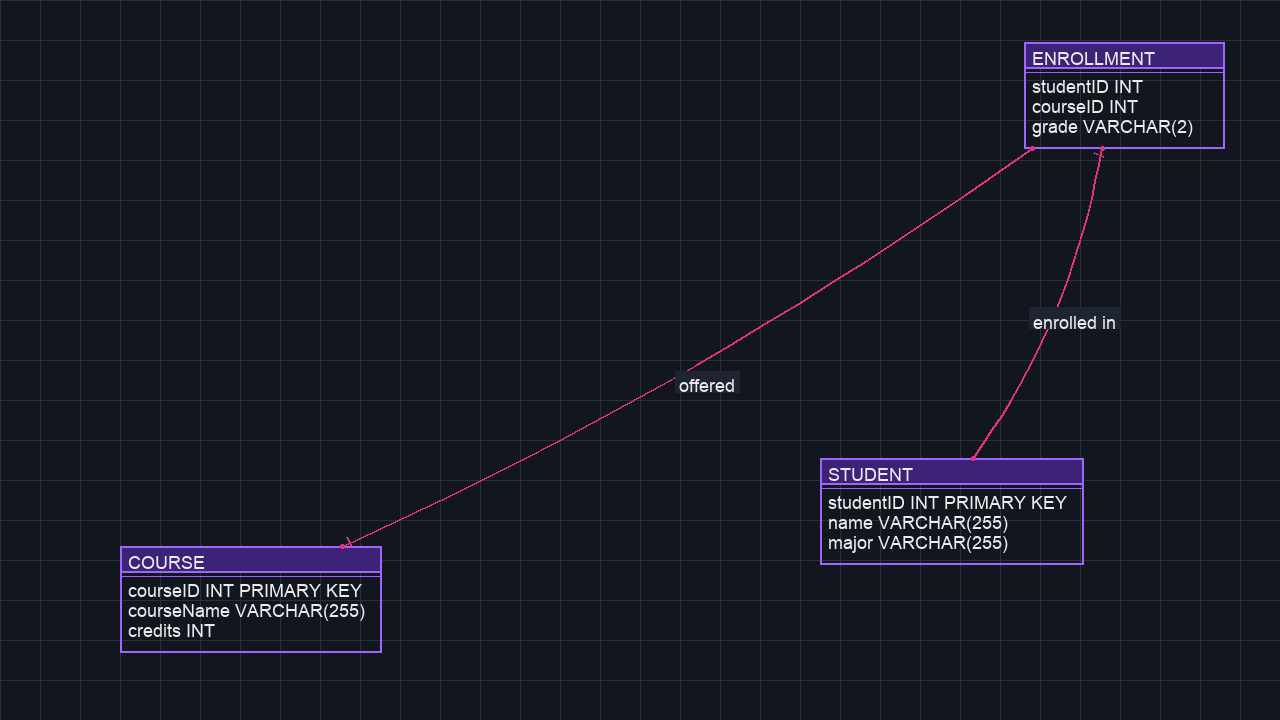 ENROLLMENT
studentID INT
courseID INT
grade VARCHAR(2)
enrolled in
offered
STUDENT
studentID INT PRIMARY KEY
name VARCHAR(255)
major VARCHAR(255)
COURSE
courseID INT PRIMARY KEY
courseName VARCHAR(255)
credits INT